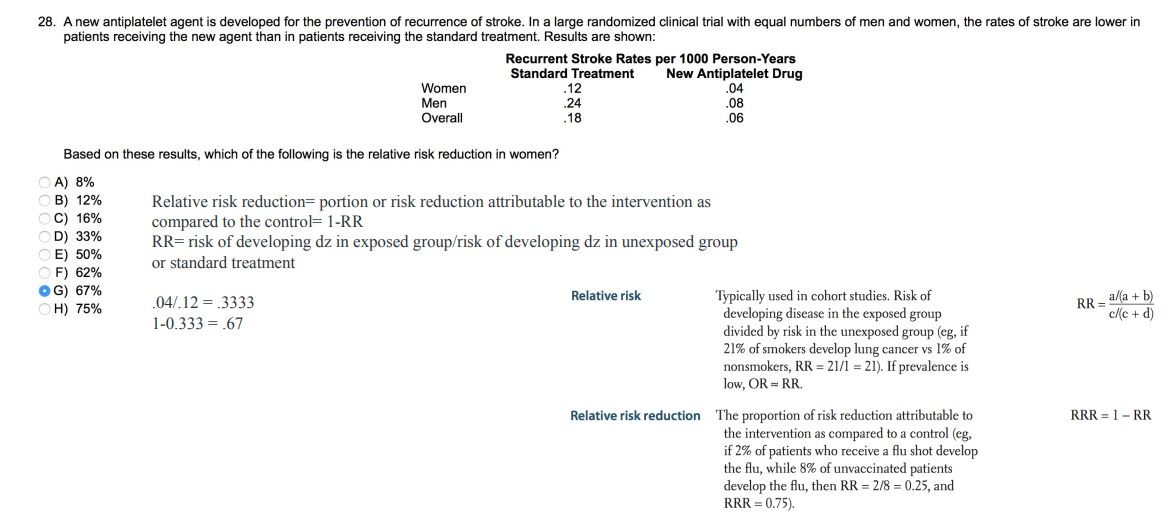 28. A new antiplatelet agent is developed for the prevention of recurrence of stroke. In a large randomized clinical trial with equal numbers of men and women, the rates of stroke are lower in
patients receiving the new agent than in patients receiving the standard treatment. Results are shown:
Recurrent Stroke Rates per 1000 Person-Years
Standard Treatment New Antiplatelet Drug
Women .12 .04
Men .24 .08
Overall .18 .06
Based on these results, which of the following is the relative risk reduction in women?
A) 8%
B) 12%
C) 16%
D) 33%
E) 50%
F) 62%
G) 67%
H) 75%
Relative risk reduction= portion or risk reduction attributable to the intervention as
compared to the control= 1-RR
RR= risk of developing dz in exposed group/risk of developing dz in unexposed group
or standard treatment
.04/.12 = .3333
1-0.333 = .67
Relative risk
Typically used in cohort studies. Risk of
developing disease in the exposed group
divided by risk in the unexposed group (eg, if
21% of smokers develop lung cancer vs 1% of
nonsmokers, RR = 21/1 = 21). If prevalence is
low, OR ≈ RR.
RR = a/(a + b)
c/(c + d)
Relative risk reduction
The proportion of risk reduction attributable to
the intervention as compared to a control (eg,
if 2% of patients who receive a flu shot develop
the flu, while 8% of unvaccinated patients
develop the flu, then RR = 2/8 = 0.25, and
RRR = 0.75).
RRR = 1 − RR